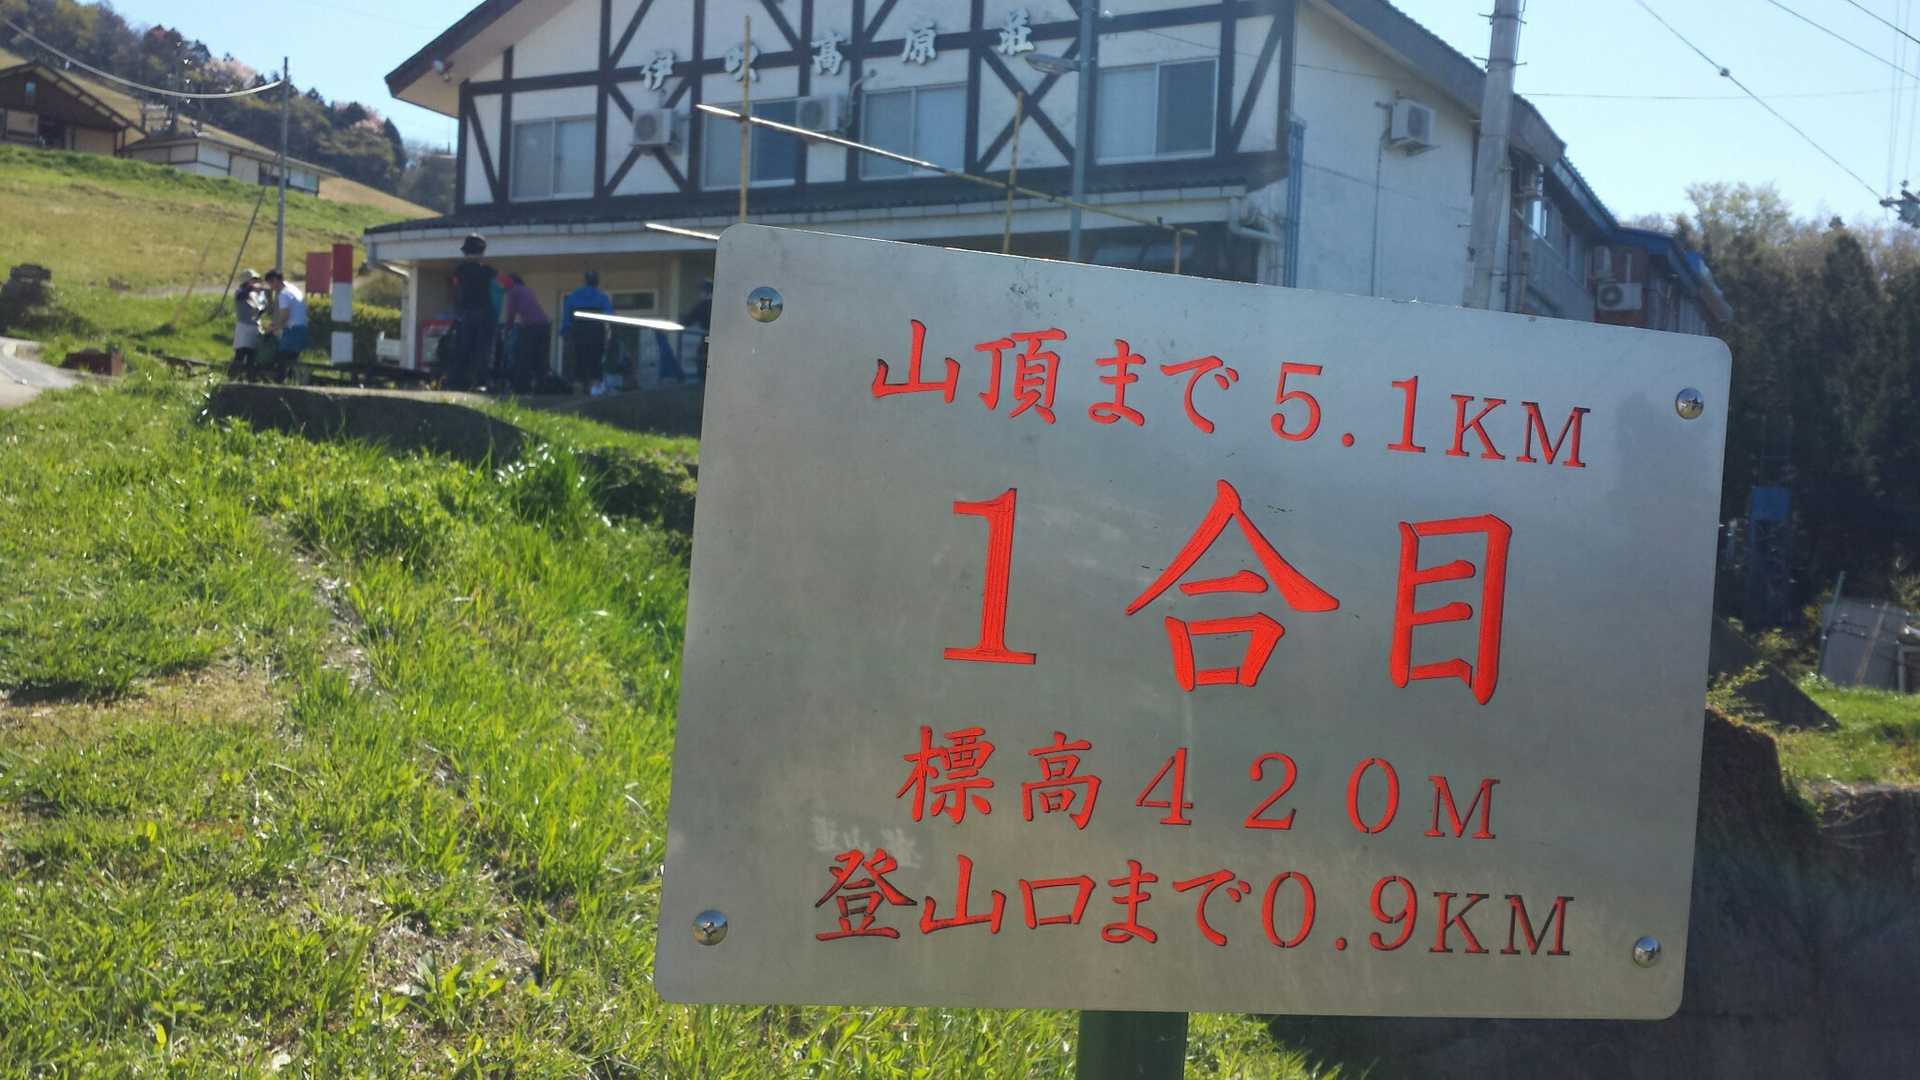 伊吹高原荘
山頂まで5.1KM
1合目
標高420M
登山口まで0.9KM